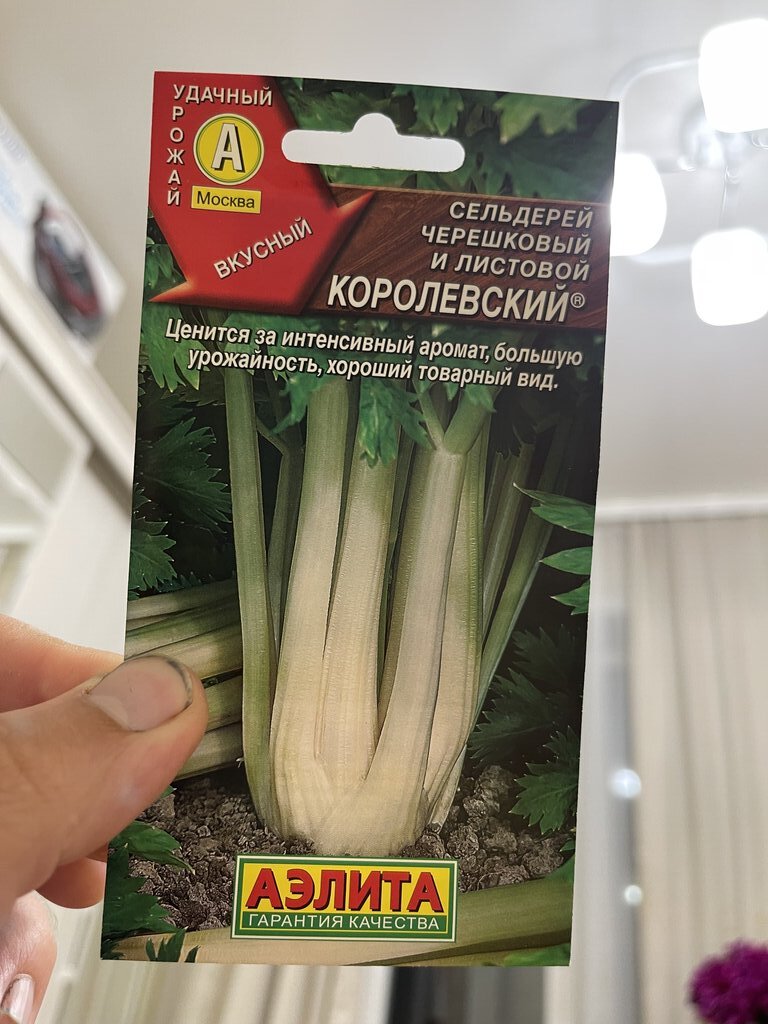 УДАЧНЫЙ
УРОЖАЙ
А
Москва
ВКУСНЫЙ
СЕЛЬДЕРЕЙ
ЧЕРЕШКОВЫЙ
И ЛИСТОВОЙ
КОРОЛЕВСКИЙ®
Ценится за интенсивный аромат, большую
урожайность, хороший товарный вид.
АЭЛИТА
ГАРАНТИЯ КАЧЕСТВА